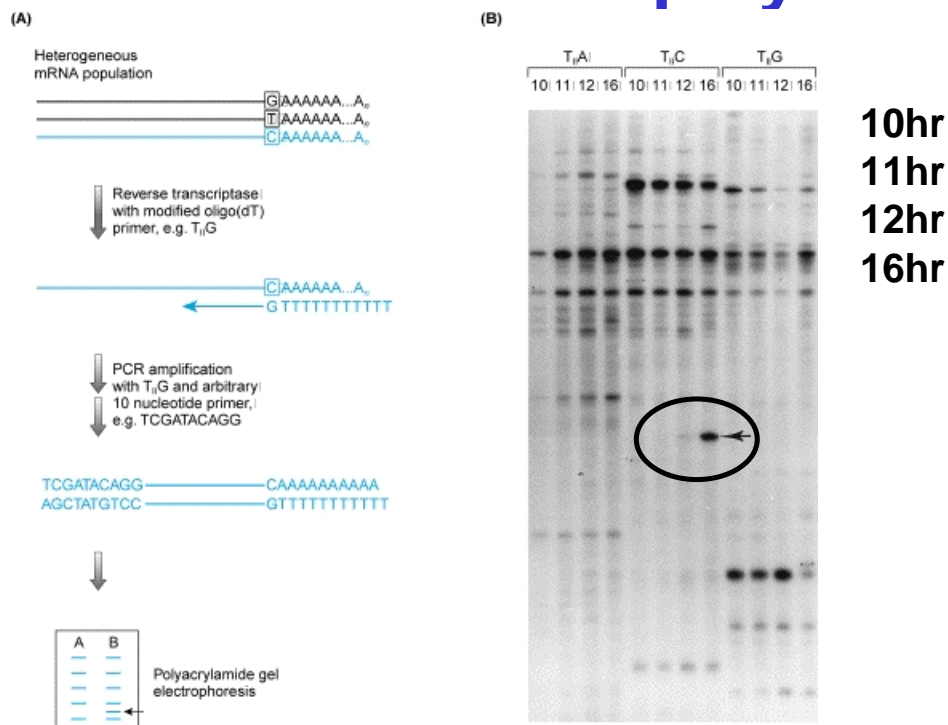 (A)
Heterogeneous
mRNA population
GAAAAAA...Aₙ
TAAAAAA...Aₙ
CAAAAAA...Aₙ
Reverse transcriptase
with modified oligo(dT)
primer, e.g. T₁₁G
CAAAAAA...Aₙ
GTTTTTTTTTTT
PCR amplification
with T₁₁G and arbitrary
10 nucleotide primer,
e.g. TCGATACAGG
TCGATACAGG CAAAAAAAAAA
AGCTATGTCC GTTTTTTTTTTT
A B
Polyacrylamide gel
electrophoresis
(B)
T₁₁A T₁₁C T₁₁G
10 11 12 16 10 11 12 16 10 11 12 16
10hr
11hr
12hr
16hr